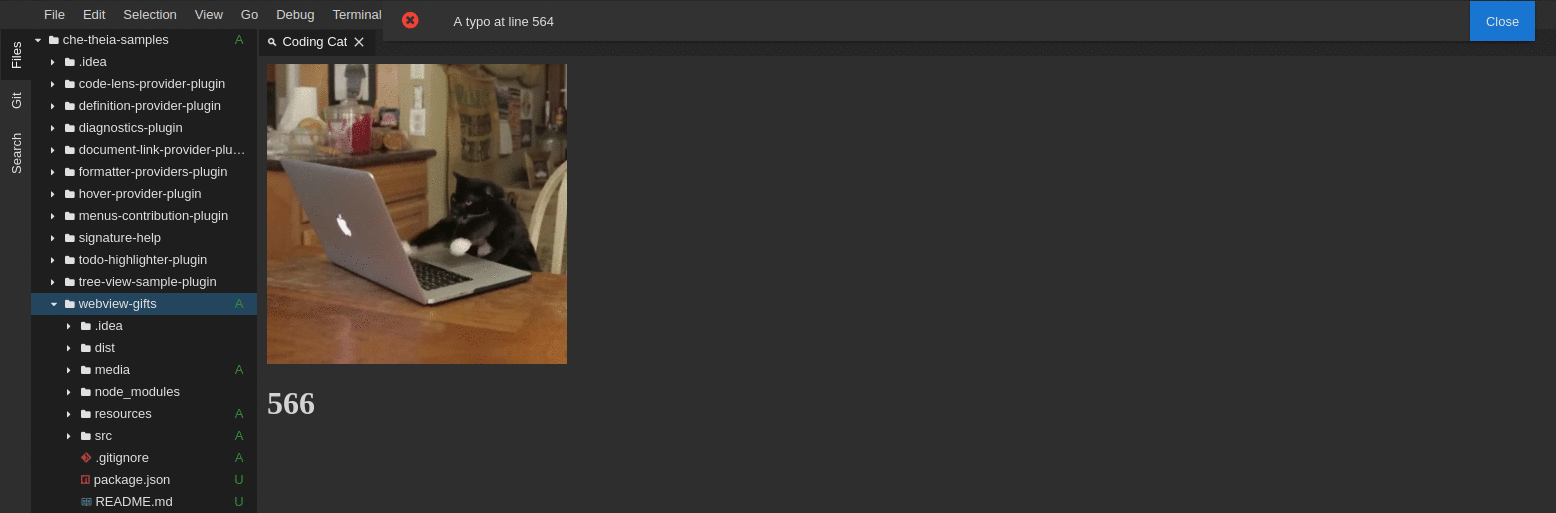 File Edit Selection View Go Debug Terminal
A typo at line 564
Close
Files
Git
Search
che-theia-samples A
.idea
code-lens-provider-plugin
definition-provider-plugin
diagnostics-plugin
document-link-provider-plu…
formatter-providers-plugin
hover-provider-plugin
menus-contribution-plugin
signature-help
todo-highlighter-plugin
tree-view-sample-plugin
webview-gifts A
.idea
dist
media A
node_modules
resources A
src A
.gitignore A
package.json U
README.md U
Coding Cat
566